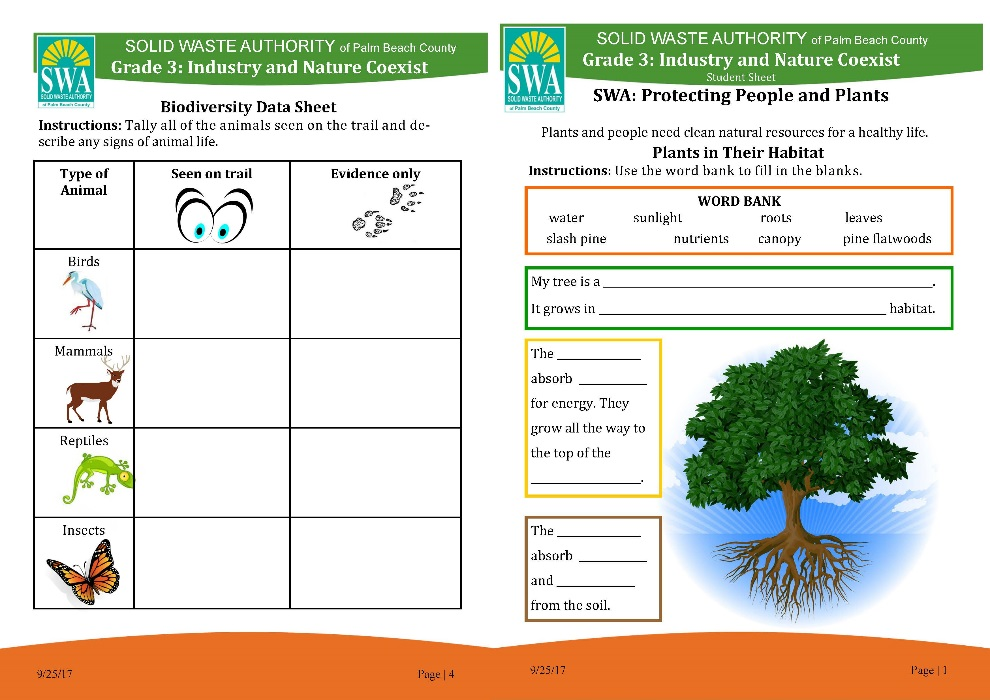 SWA
SOLID WASTE AUTHORITY
of Palm Beach County
SOLID WASTE AUTHORITY of Palm Beach County
Grade 3: Industry and Nature Coexist
Biodiversity Data Sheet
Instructions: Tally all of the animals seen on the trail and de-
scribe any signs of animal life.
Type of
Animal
Seen on trail
Evidence only
Birds
Mammals
Reptiles
Insects
9/25/17
Page | 4
SWA
SOLID WASTE AUTHORITY
of Palm Beach County
SOLID WASTE AUTHORITY of Palm Beach County
Grade 3: Industry and Nature Coexist
Student Sheet
SWA: Protecting People and Plants
Plants and people need clean natural resources for a healthy life.
Plants in Their Habitat
Instructions: Use the word bank to fill in the blanks.
WORD BANK
water sunlight roots leaves
slash pine nutrients canopy pine flatwoods
My tree is a ______________________________.
It grows in ______________________________ habitat.
The ____________
absorb __________
for energy. They
grow all the way to
the top of the
________________.
The ____________
absorb __________
and ___________
from the soil.
9/25/17
Page | 1